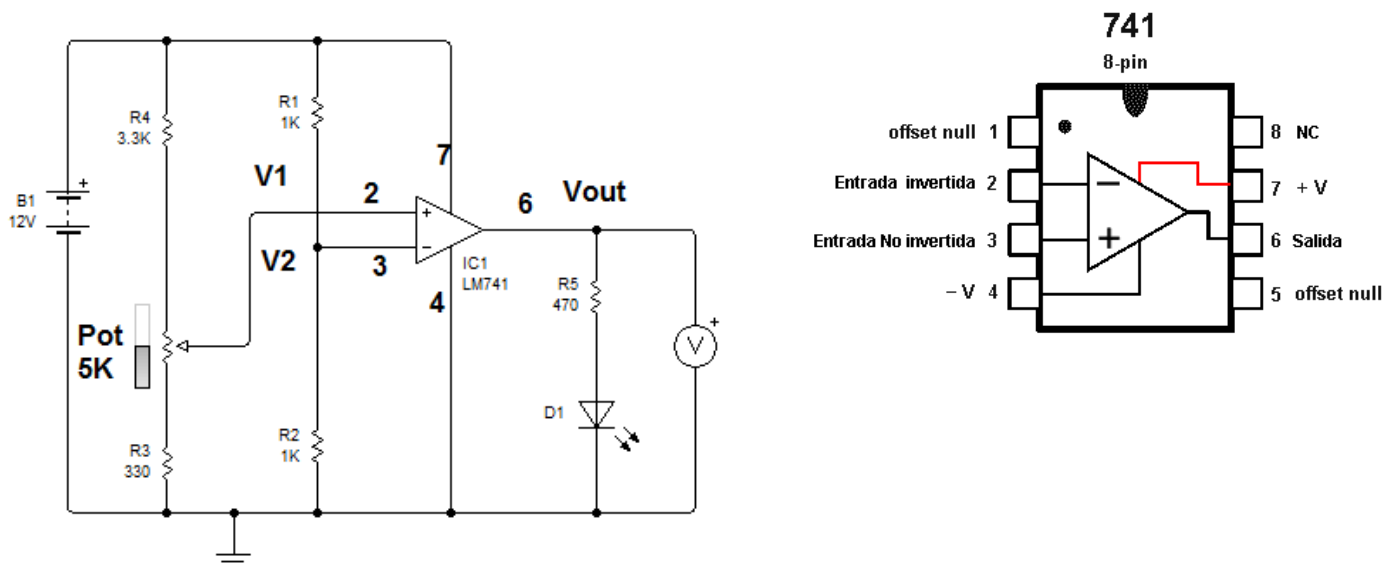 R4
3.3K
R1
1K
7
V1
2
6
Vout
+
B1
12V
+
−
V2
3
IC1
LM741
4
R5
470
+
V
Pot
5K
D1
R3
330
R2
1K
741
8-pin
offset null 1
8 NC
Entrada invertida 2
−
7 + V
Entrada No invertida 3
+
6 Salida
− V 4
5 offset null